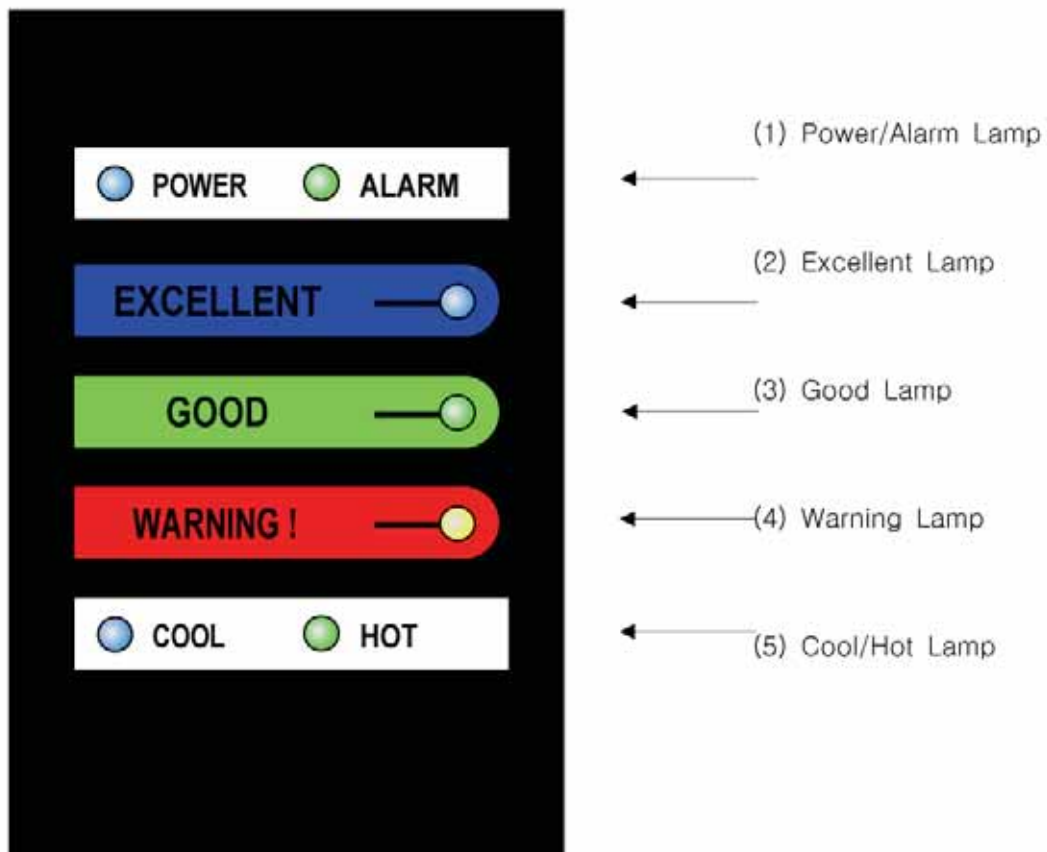 (1) Power/Alarm Lamp
POWER ALARM
(2) Excellent Lamp
EXCELLENT
(3) Good Lamp
GOOD
(4) Warning Lamp
WARNING !
(5) Cool/Hot Lamp
COOL HOT